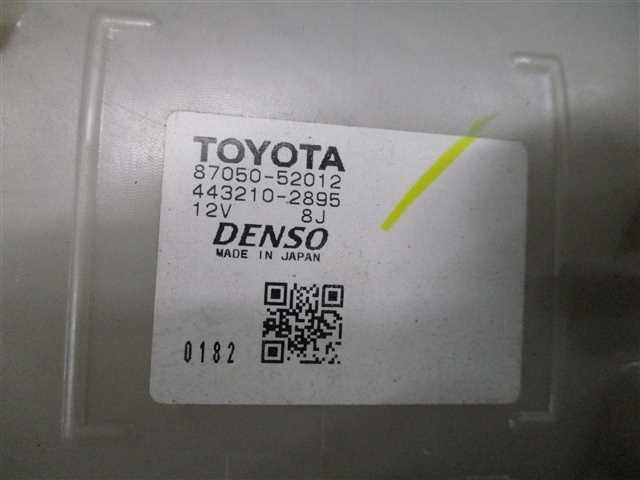 TOYOTA
87050-52012
443210-2895
12V 8J
DENSO
MADE IN JAPAN
0182